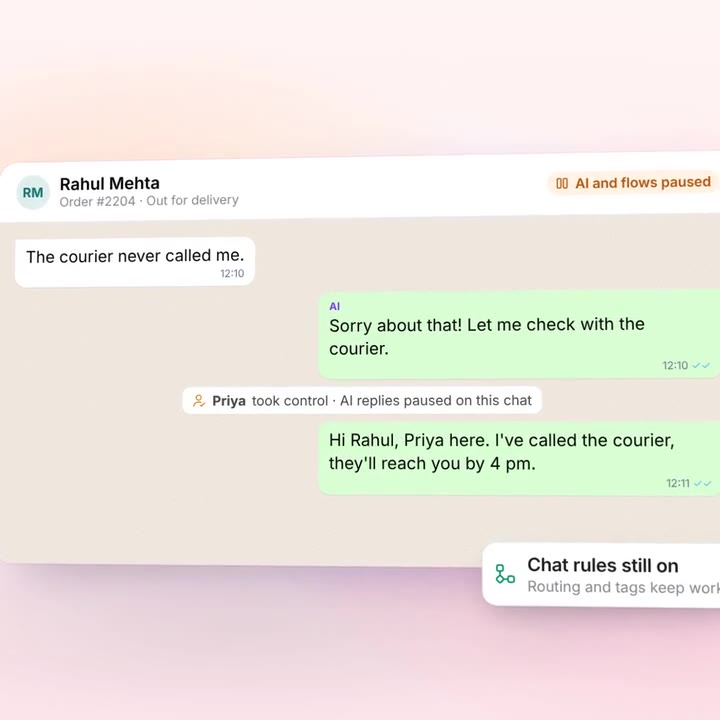 RM
Rahul Mehta
Order #2204 · Out for delivery
AI and flows paused
The courier never called me.
12:10
AI
Sorry about that! Let me check with the
courier.
12:10
Priya took control · AI replies paused on this chat
Hi Rahul, Priya here. I've called the courier,
they'll reach you by 4 pm.
12:11
Chat rules still on
Routing and tags keep